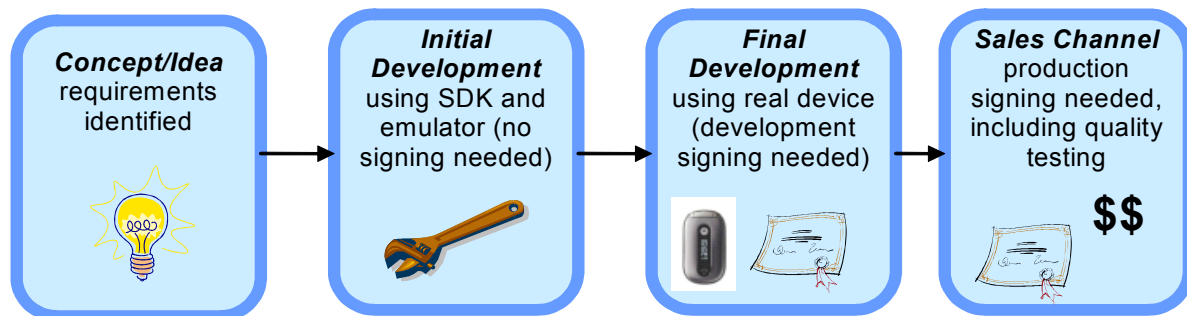 Concept/Idea
requirements
identified
Initial
Development
using SDK and
emulator (no
signing needed)
Final
Development
using real device
(development
signing needed)
Sales Channel
production
signing needed,
including quality
testing
$$